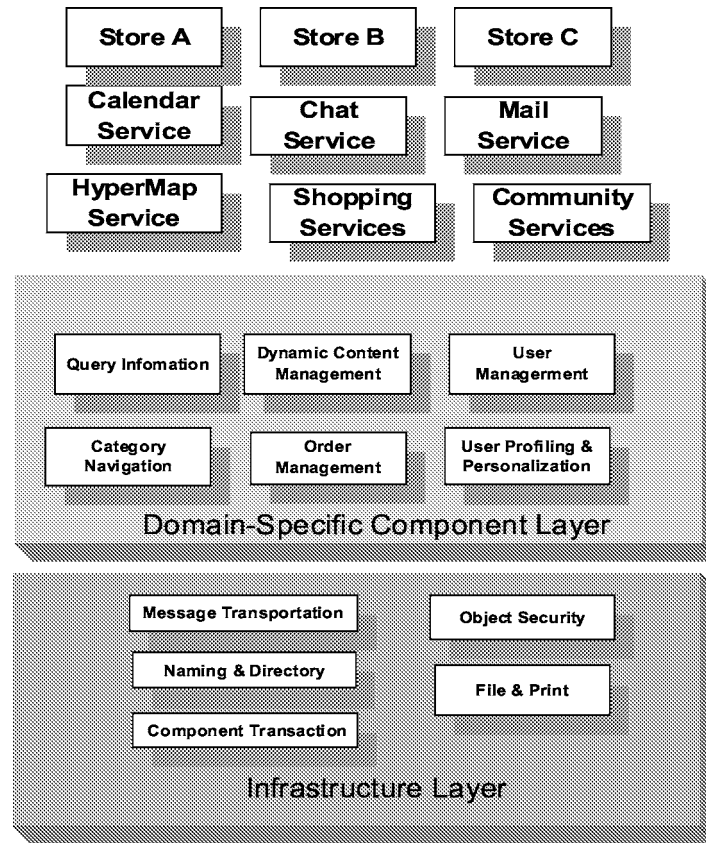 Store A
Store B
Store C
Calendar
Service
Chat
Service
Mail
Service
HyperMap
Service
Shopping
Services
Community
Services
Query Infomation
Dynamic Content
Management
User
Managerment
Category
Navigation
Order
Management
User Profiling &
Personalization
Domain-Specific Component Layer
Message Transportation
Object Security
Naming & Directory
File & Print
Component Transaction
Infrastructure Layer